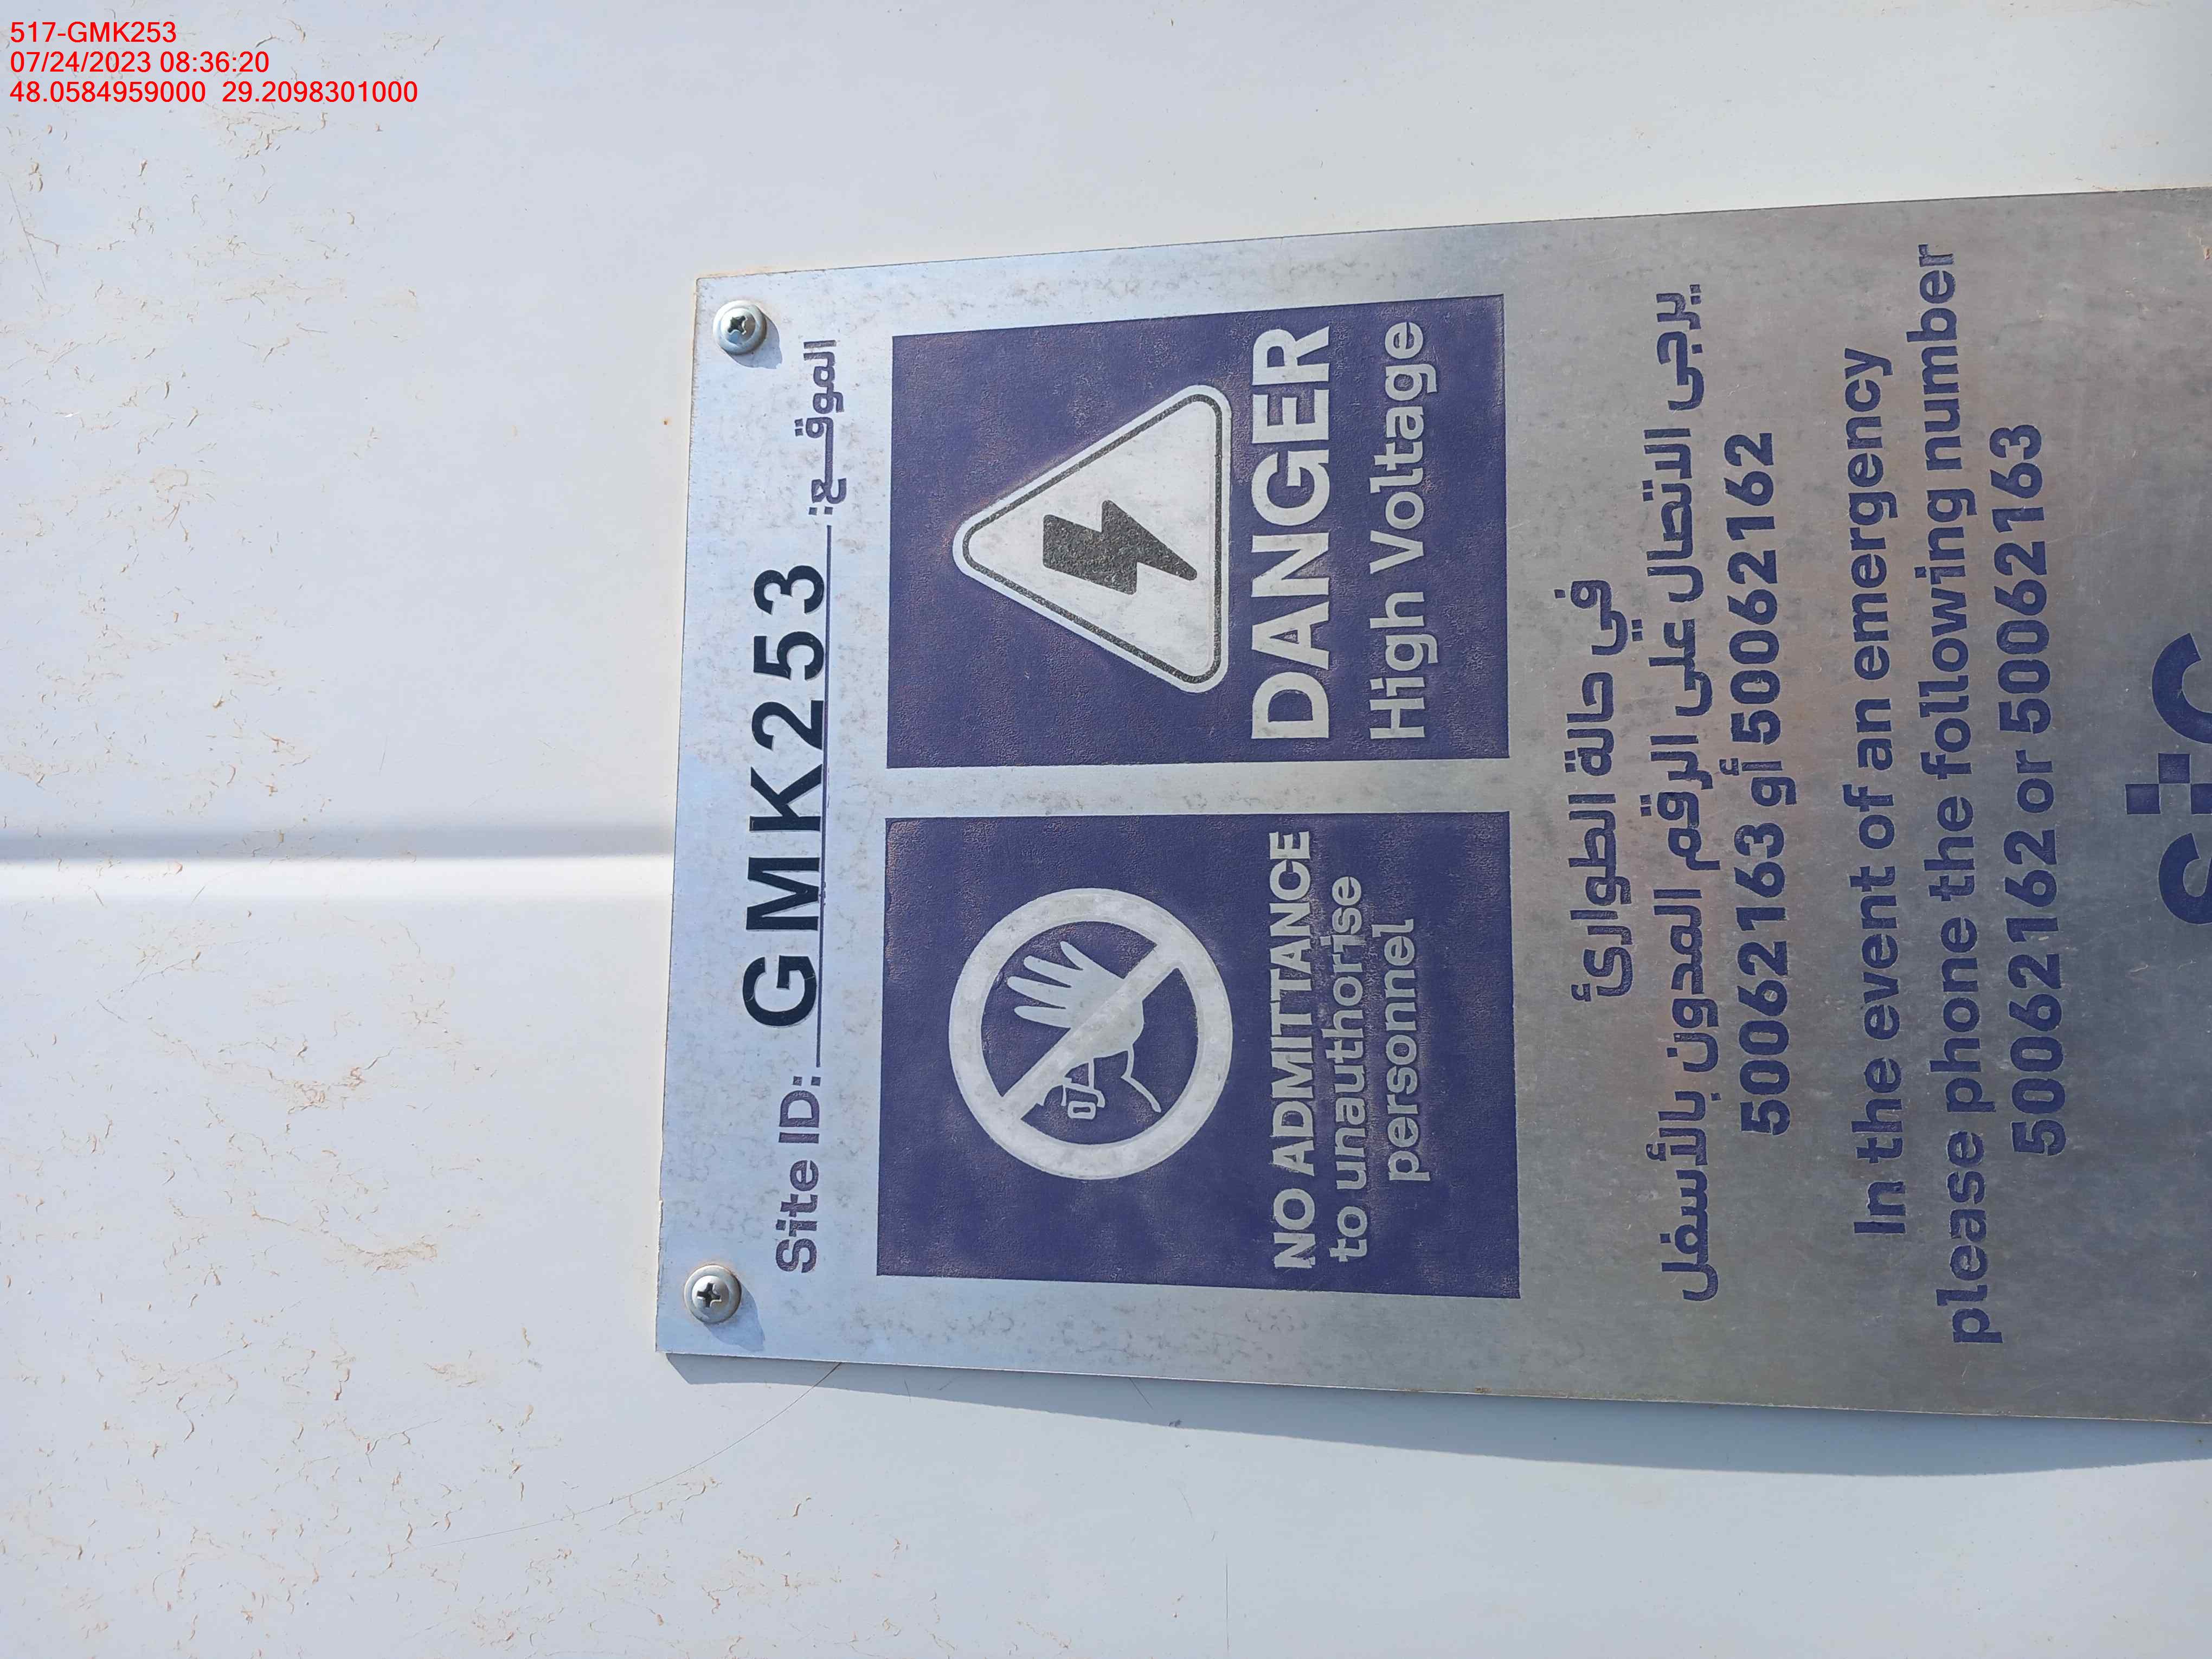 517-GMK253
07/24/2023 08:36:20
48.0584959000 29.2098301000
Site ID: GMK253 الموقـــع:
NO ADMITTANCE
to unauthorise
personnel
DANGER
High Voltage
في حالة الطوارئ
يرجى الاتصال على الرقم المدون بالأسفل
50062163 أو 50062162
In the event of an emergency
please phone the following number
50062162 or 50062163